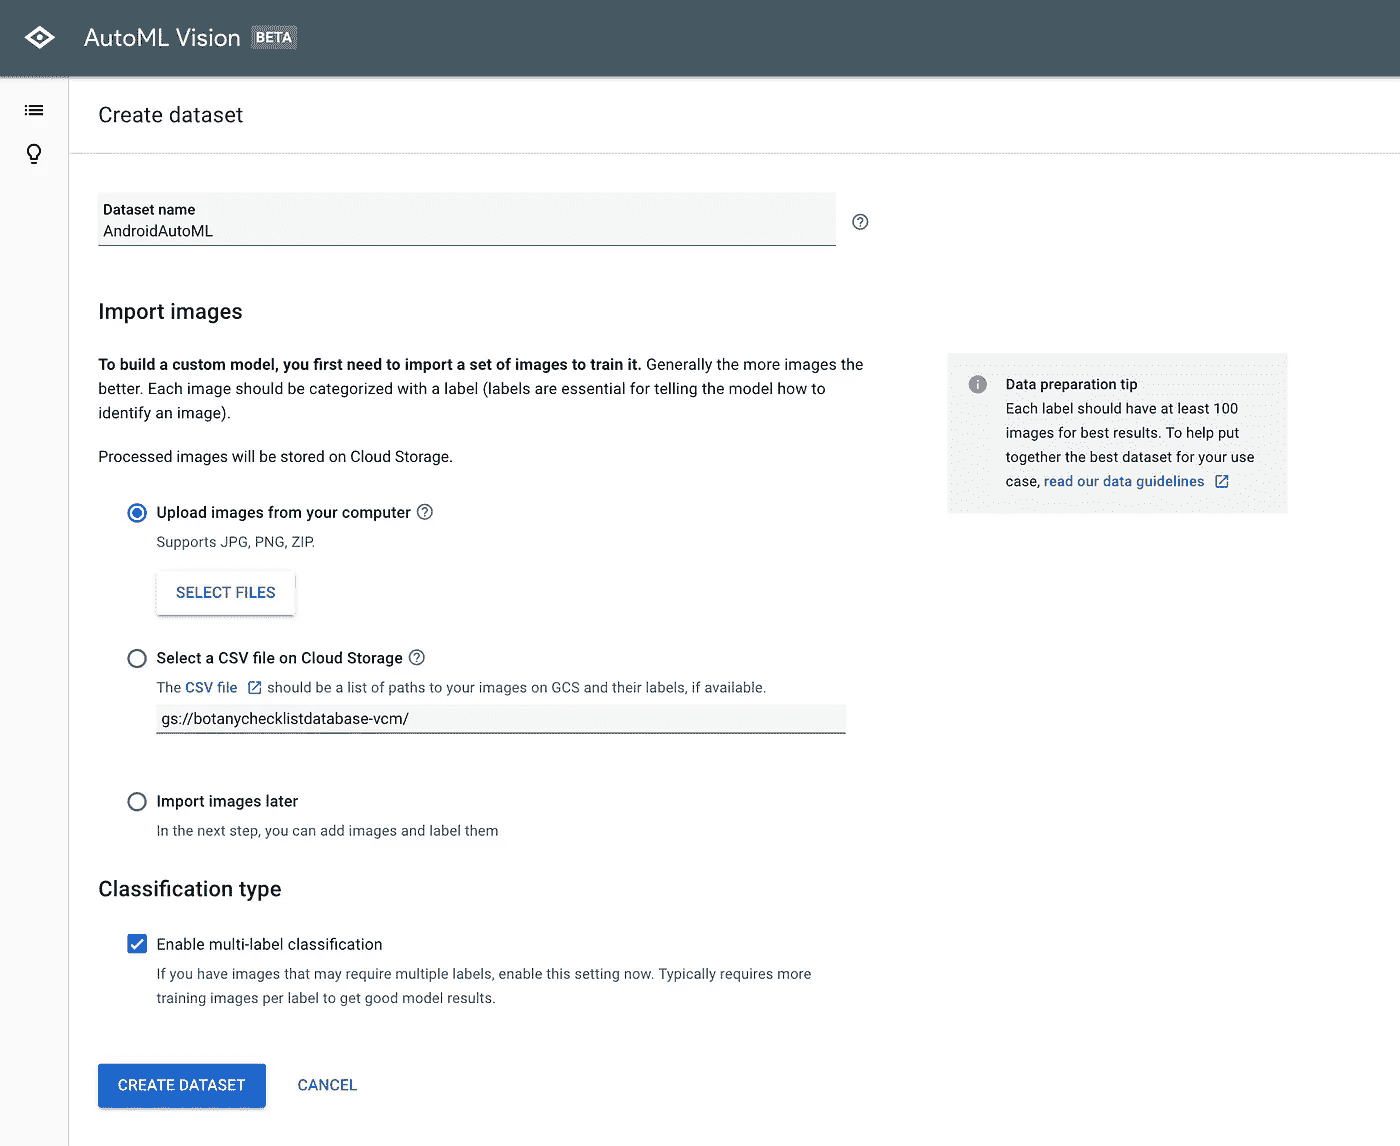 AutoML Vision BETA
Create dataset
Dataset name
AndroidAutoML
Import images
To build a custom model, you first need to import a set of images to train it. Generally the more images the
better. Each image should be categorized with a label (labels are essential for telling the model how to
identify an image).
Processed images will be stored on Cloud Storage.
Data preparation tip
Each label should have at least 100
images for best results. To help put
together the best dataset for your use
case, read our data guidelines
Upload images from your computer
Supports JPG, PNG, ZIP.
SELECT FILES
Select a CSV file on Cloud Storage
The CSV file should be a list of paths to your images on GCS and their labels, if available.
gs://botanychecklistdatabase-vcm/
Import images later
In the next step, you can add images and label them
Classification type
Enable multi-label classification
If you have images that may require multiple labels, enable this setting now. Typically requires more
training images per label to get good model results.
CREATE DATASET CANCEL